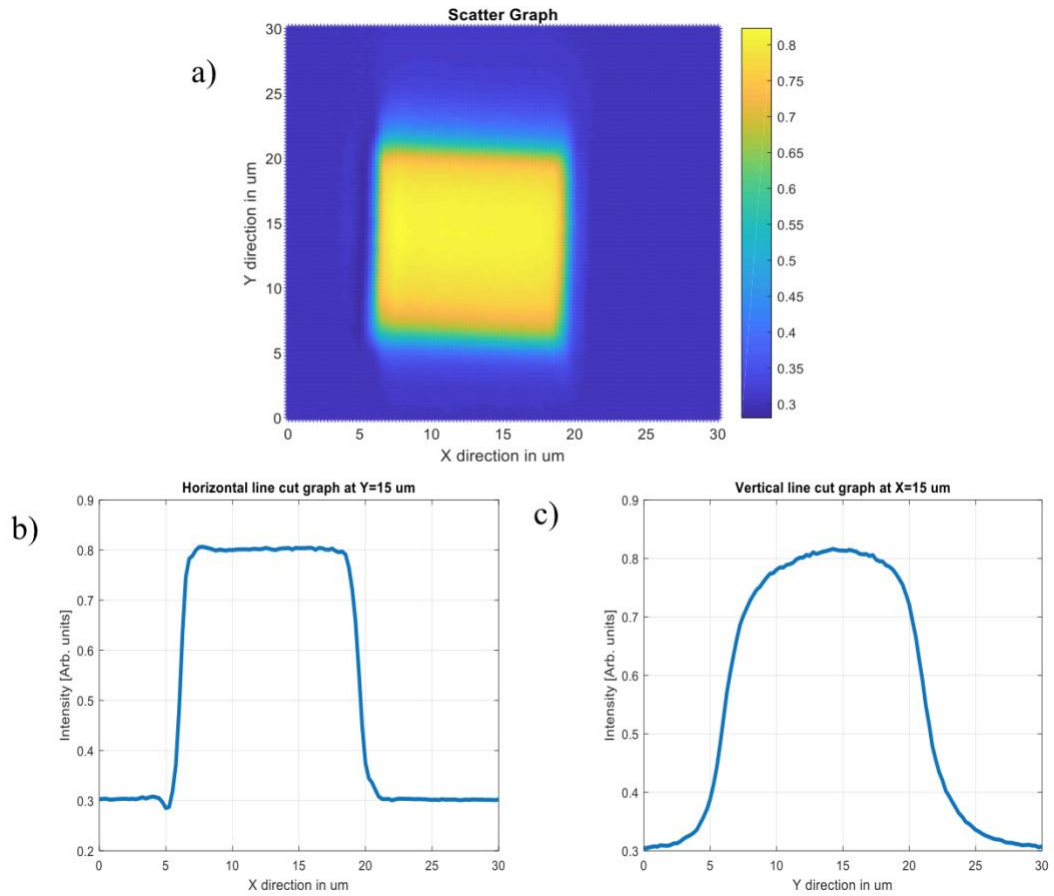 Scatter Graph
a)
30
25
20
15
10
5
0
Y direction in um
0 5 10 15 20 25 30
X direction in um
0.8
0.75
0.7
0.65
0.6
0.55
0.5
0.45
0.4
0.35
0.3
b)
Horizontal line cut graph at Y=15 um
0.9
0.8
0.7
0.6
0.5
0.4
0.3
0.2
Intensity [Arb. units]
0 5 10 15 20 25 30
X direction in um
c)
Vertical line cut graph at X=15 um
0.9
0.8
0.7
0.6
0.5
0.4
0.3
Intensity [Arb. units]
0 5 10 15 20 25 30
Y direction in um